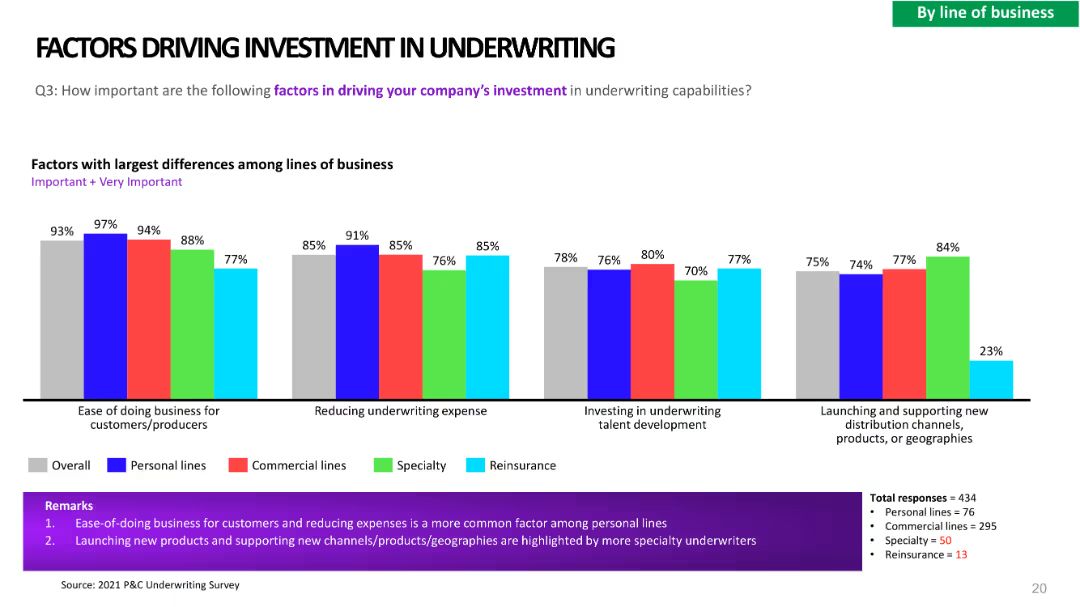 By line of business
FACTORS DRIVING INVESTMENT IN UNDERWRITING
Q3: How important are the following factors in driving your company's investment in underwriting capabilities?
Factors with largest differences among lines of business
Important + Very Important
93% 97% 94% 88% 77%
85% 91% 85% 76% 85%
78% 76% 80% 70% 77%
75% 74% 77% 84% 23%
Ease of doing business for
customers/producers
Reducing underwriting expense
Investing in underwriting
talent development
Launching and supporting new
distribution channels,
products, or geographies
Overall Personal lines Commercial lines Specialty Reinsurance
Remarks
1. Ease-of-doing business for customers and reducing expenses is a more common factor among personal lines
2. Launching new products and supporting new channels/products/geographies are highlighted by more specialty underwriters
Total responses = 434
• Personal lines = 76
• Commercial lines = 295
• Specialty = 50
• Reinsurance = 13
Source: 2021 P&C Underwriting Survey
20